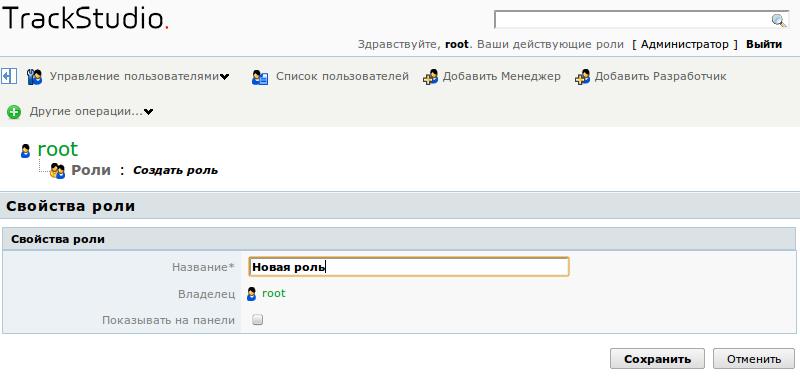 TrackStudio.
Здравствуйте, root. Ваши действующие роли [ Администратор ] Выйти
Управление пользователями Список пользователей Добавить Менеджер Добавить Разработчик
Другие операции...
root
Роли : Создать роль
Свойства роли
Свойства роли
Название* Новая роль
Владелец root
Показывать на панели
Сохранить Отменить